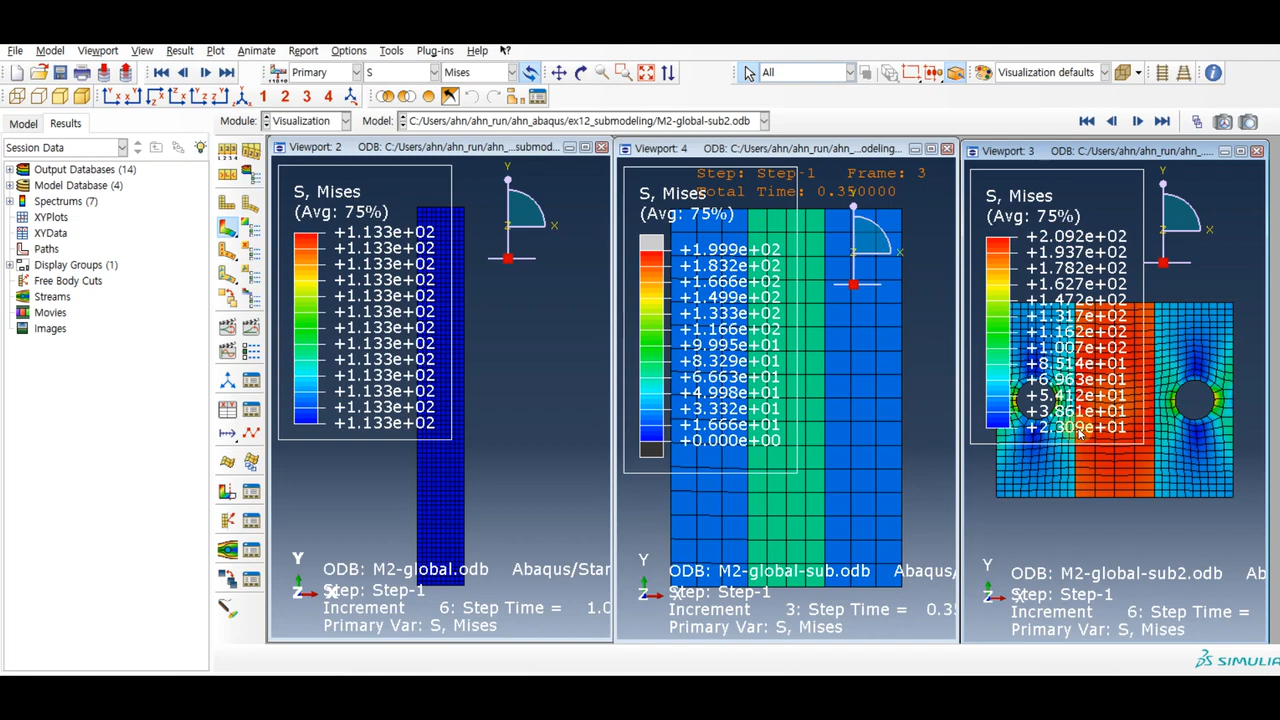 File Model Viewport View Result Plot Animate Report Options Tools Plug-ins Help
Primary S Mises All Visualization defaults
1 2 3 4
Model Results Module: Visualization Model: C:/Users/ahn/ahn_run/ahn_abaqus/ex12_submodeling/M2-global-sub2.odb
Session Data
Output Databases (14)
Model Database (4)
Spectrums (7)
XYPlots
XYData
Paths
Display Groups (1)
Free Body Cuts
Streams
Movies
Images
Viewport: 2 ODB: C:/Users/ahn/ahn_run/ahn_...submod...
S, Mises
(Avg: 75%)
+1.133e+02
+1.133e+02
+1.133e+02
+1.133e+02
+1.133e+02
+1.133e+02
+1.133e+02
+1.133e+02
+1.133e+02
+1.133e+02
+1.133e+02
+1.133e+02
+1.133e+02
Y
Z X
Y
Z
ODB: M2-global.odb Abaqus/Stan
Step: Step-1
Increment 6: Step Time = 1.0
Primary Var: S, Mises
Viewport: 4 ODB: C:/Users/ahn/ahn_run/ahn_...odeling...
Step: Step-1 Frame: 3
Total Time: 0.350000
S, Mises
(Avg: 75%)
+1.999e+02
+1.832e+02
+1.666e+02
+1.499e+02
+1.333e+02
+1.166e+02
+9.995e+01
+8.329e+01
+6.663e+01
+4.998e+01
+3.332e+01
+1.666e+01
+0.000e+00
Y
Z X
Y
Z
ODB: M2-global-sub.odb Abaqus/
Step: Step-1
Increment 3: Step Time = 0.35
Primary Var: S, Mises
Viewport: 3 ODB: C:/Users/ahn/ahn_run/ahn_...
S, Mises
(Avg: 75%)
+2.092e+02
+1.937e+02
+1.782e+02
+1.627e+02
+1.472e+02
+1.317e+02
+1.162e+02
+1.007e+02
+8.514e+01
+6.963e+01
+5.412e+01
+3.861e+01
+2.309e+01
Y
Z X
Y
Z X
ODB: M2-global-sub2.odb Ab
Step: Step-1
Increment 6: Step Time =
Primary Var: S, Mises
SIMULIA